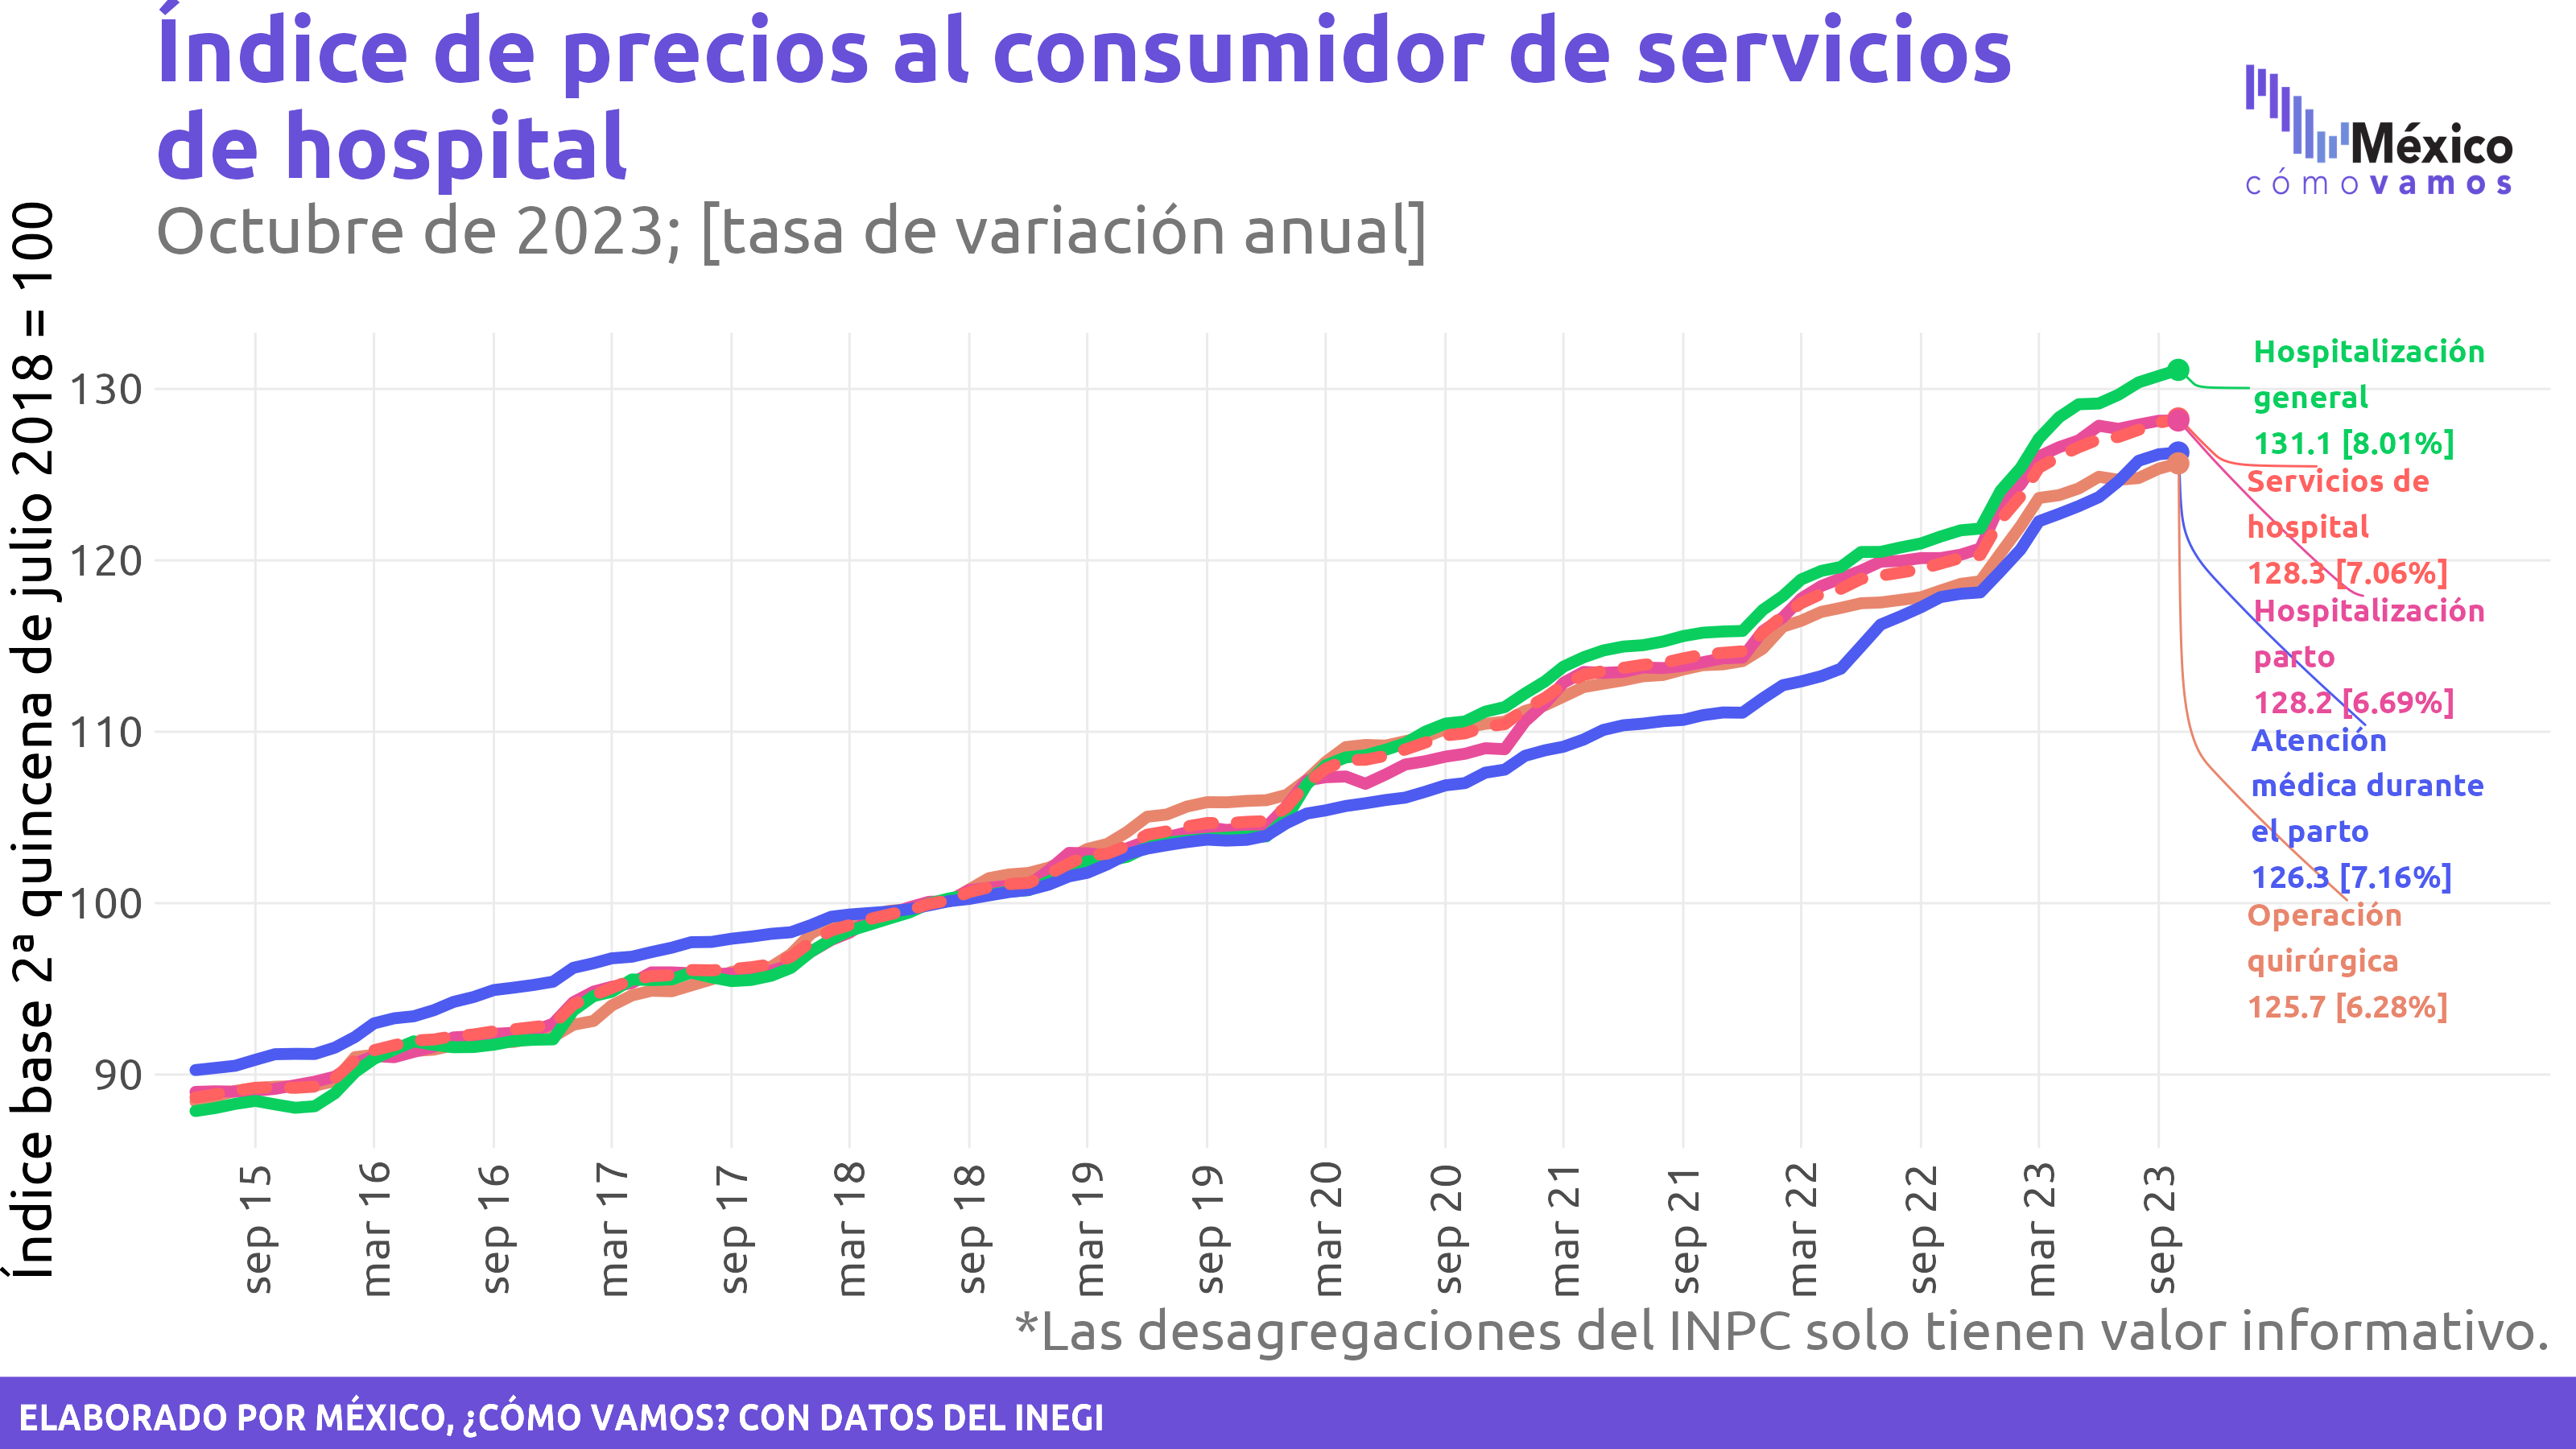 Índice de precios al consumidor de servicios
de hospital
Octubre de 2023; [tasa de variación anual]
México
cómo vamos
Índice base 2ª quincena de julio 2018 = 100
130
120
110
100
90
Hospitalización
general
131.1 [8.01%]
Servicios de
hospital
128.3 [7.06%]
Hospitalización
parto
128.2 [6.69%]
Atención
médica durante
el parto
126.3 [7.16%]
Operación
quirúrgica
125.7 [6.28%]
sep 15
mar 16
sep 16
mar 17
sep 17
mar 18
sep 18
mar 19
sep 19
mar 20
sep 20
mar 21
sep 21
mar 22
sep 22
mar 23
sep 23
*Las desagregaciones del INPC solo tienen valor informativo.
ELABORADO POR MÉXICO, ¿CÓMO VAMOS? CON DATOS DEL INEGI